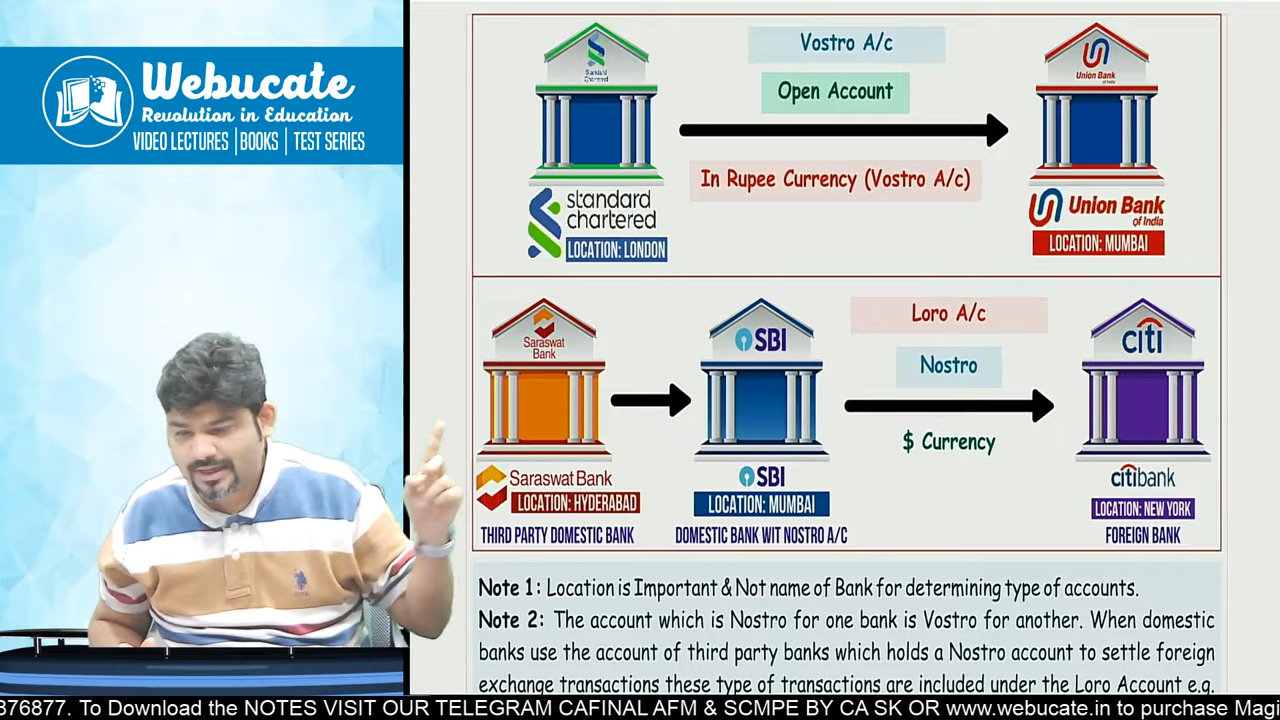 Webucate
Revolution in Education
VIDEO LECTURES | BOOKS | TEST SERIES
Standard Chartered
Vostro A/c
Open Account
In Rupee Currency (Vostro A/c)
Union Bank
of India
standard
chartered
LOCATION: LONDON
Union Bank
of India
LOCATION: MUMBAI
Saraswat
Bank
SBI
Loro A/c
Nostro
$ Currency
citi
Saraswat Bank
LOCATION: HYDERABAD
THIRD PARTY DOMESTIC BANK
SBI
LOCATION: MUMBAI
DOMESTIC BANK WIT NOSTRO A/C
citibank
LOCATION: NEW YORK
FOREIGN BANK
Note 1: Location is Important & Not name of Bank for determining type of accounts.
Note 2: The account which is Nostro for one bank is Vostro for another. When domestic
banks use the account of third party banks which holds a Nostro account to settle foreign
exchange transactions these type of transactions are included under the Loro Account e.g.
876877. To Download the NOTES VISIT OUR TELEGRAM CAFINAL AFM & SCMPE BY CA SK OR www.webucate.in to purchase Magi